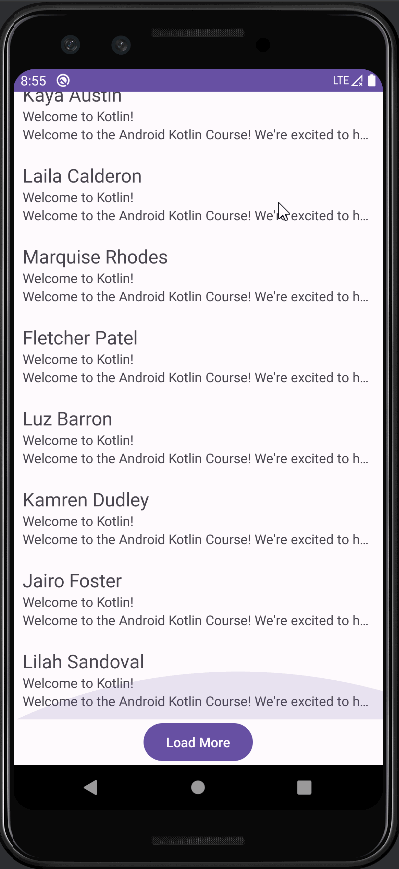 8:55 LTE
Kaya Austin
Welcome to Kotlin!
Welcome to the Android Kotlin Course! We're excited to h...
Laila Calderon
Welcome to Kotlin!
Welcome to the Android Kotlin Course! We're excited to h...
Marquise Rhodes
Welcome to Kotlin!
Welcome to the Android Kotlin Course! We're excited to h...
Fletcher Patel
Welcome to Kotlin!
Welcome to the Android Kotlin Course! We're excited to h...
Luz Barron
Welcome to Kotlin!
Welcome to the Android Kotlin Course! We're excited to h...
Kamren Dudley
Welcome to Kotlin!
Welcome to the Android Kotlin Course! We're excited to h...
Jairo Foster
Welcome to Kotlin!
Welcome to the Android Kotlin Course! We're excited to h...
Lilah Sandoval
Welcome to Kotlin!
Welcome to the Android Kotlin Course! We're excited to h...
Load More